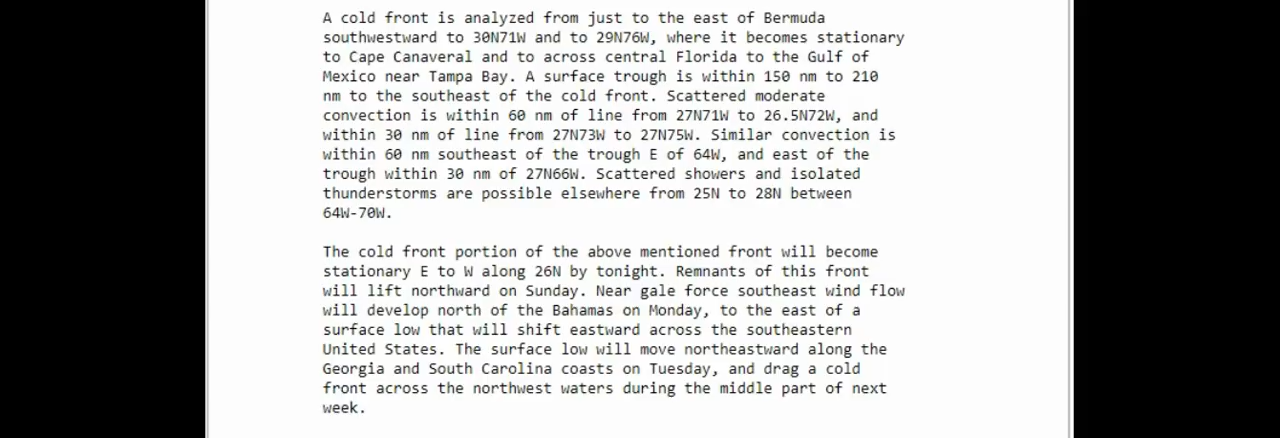 A cold front is analyzed from just to the east of Bermuda
southwestward to 30N71W and to 29N76W, where it becomes stationary
to Cape Canaveral and to across central Florida to the Gulf of
Mexico near Tampa Bay. A surface trough is within 150 nm to 210
nm to the southeast of the cold front. Scattered moderate
convection is within 60 nm of line from 27N71W to 26.5N72W, and
within 30 nm of line from 27N73W to 27N75W. Similar convection is
within 60 nm southeast of the trough E of 64W, and east of the
trough within 30 nm of 27N66W. Scattered showers and isolated
thunderstorms are possible elsewhere from 25N to 28N between
64W-70W.
The cold front portion of the above mentioned front will become
stationary E to W along 26N by tonight. Remnants of this front
will lift northward on Sunday. Near gale force southeast wind flow
will develop north of the Bahamas on Monday, to the east of a
surface low that will shift eastward across the southeastern
United States. The surface low will move northeastward along the
Georgia and South Carolina coasts on Tuesday, and drag a cold
front across the northwest waters during the middle part of next
week.